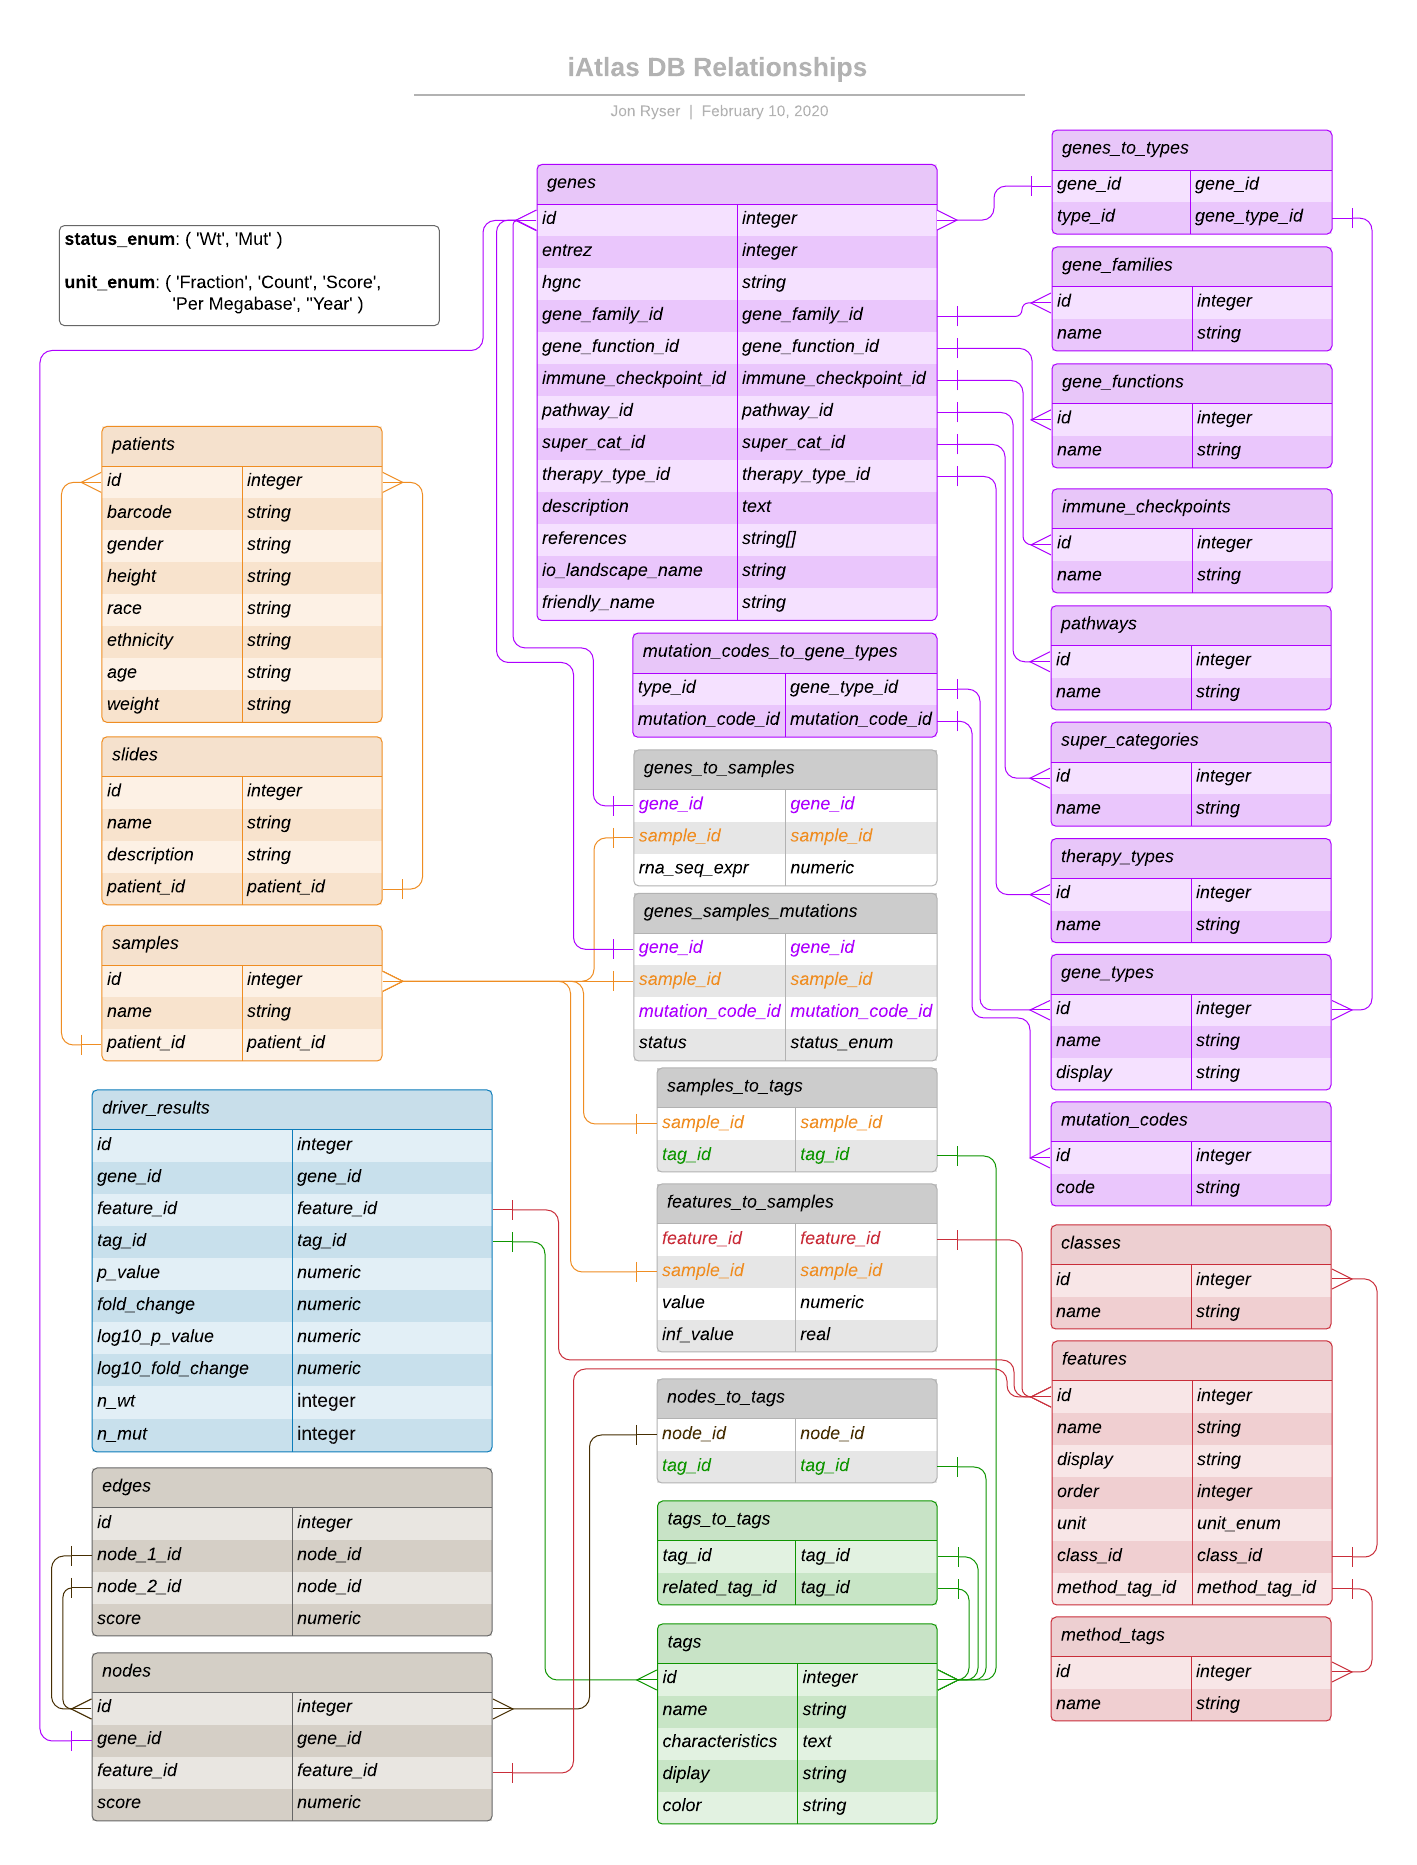 iAtlas DB Relationships
Jon Ryser | February 10, 2020
status_enum: ( 'Wt', 'Mut' )
unit_enum: ( 'Fraction', 'Count', 'Score',
'Per Megabase', "Year' )
patients
id integer
barcode string
gender string
height string
race string
ethnicity string
age string
weight string
slides
id integer
name string
description string
patient_id patient_id
samples
id integer
name string
patient_id patient_id
driver_results
id integer
gene_id gene_id
feature_id feature_id
tag_id tag_id
p_value numeric
fold_change numeric
log10_p_value numeric
log10_fold_change numeric
n_wt integer
n_mut integer
edges
id integer
node_1_id node_id
node_2_id node_id
score numeric
nodes
id integer
gene_id gene_id
feature_id feature_id
score numeric
genes
id integer
entrez integer
hgnc string
gene_family_id gene_family_id
gene_function_id gene_function_id
immune_checkpoint_id immune_checkpoint_id
pathway_id pathway_id
super_cat_id super_cat_id
therapy_type_id therapy_type_id
description text
references string[]
io_landscape_name string
friendly_name string
mutation_codes_to_gene_types
type_id gene_type_id
mutation_code_id mutation_code_id
genes_to_samples
gene_id gene_id
sample_id sample_id
rna_seq_expr numeric
genes_samples_mutations
gene_id gene_id
sample_id sample_id
mutation_code_id mutation_code_id
status status_enum
samples_to_tags
sample_id sample_id
tag_id tag_id
features_to_samples
feature_id feature_id
sample_id sample_id
value numeric
inf_value real
nodes_to_tags
node_id node_id
tag_id tag_id
tags_to_tags
tag_id tag_id
related_tag_id tag_id
tags
id integer
name string
characteristics text
diplay string
color string
genes_to_types
gene_id gene_id
type_id gene_type_id
gene_families
id integer
name string
gene_functions
id integer
name string
immune_checkpoints
id integer
name string
pathways
id integer
name string
super_categories
id integer
name string
therapy_types
id integer
name string
gene_types
id integer
name string
display string
mutation_codes
id integer
code string
classes
id integer
name string
features
id integer
name string
display string
order integer
unit unit_enum
class_id class_id
method_tag_id method_tag_id
method_tags
id integer
name string